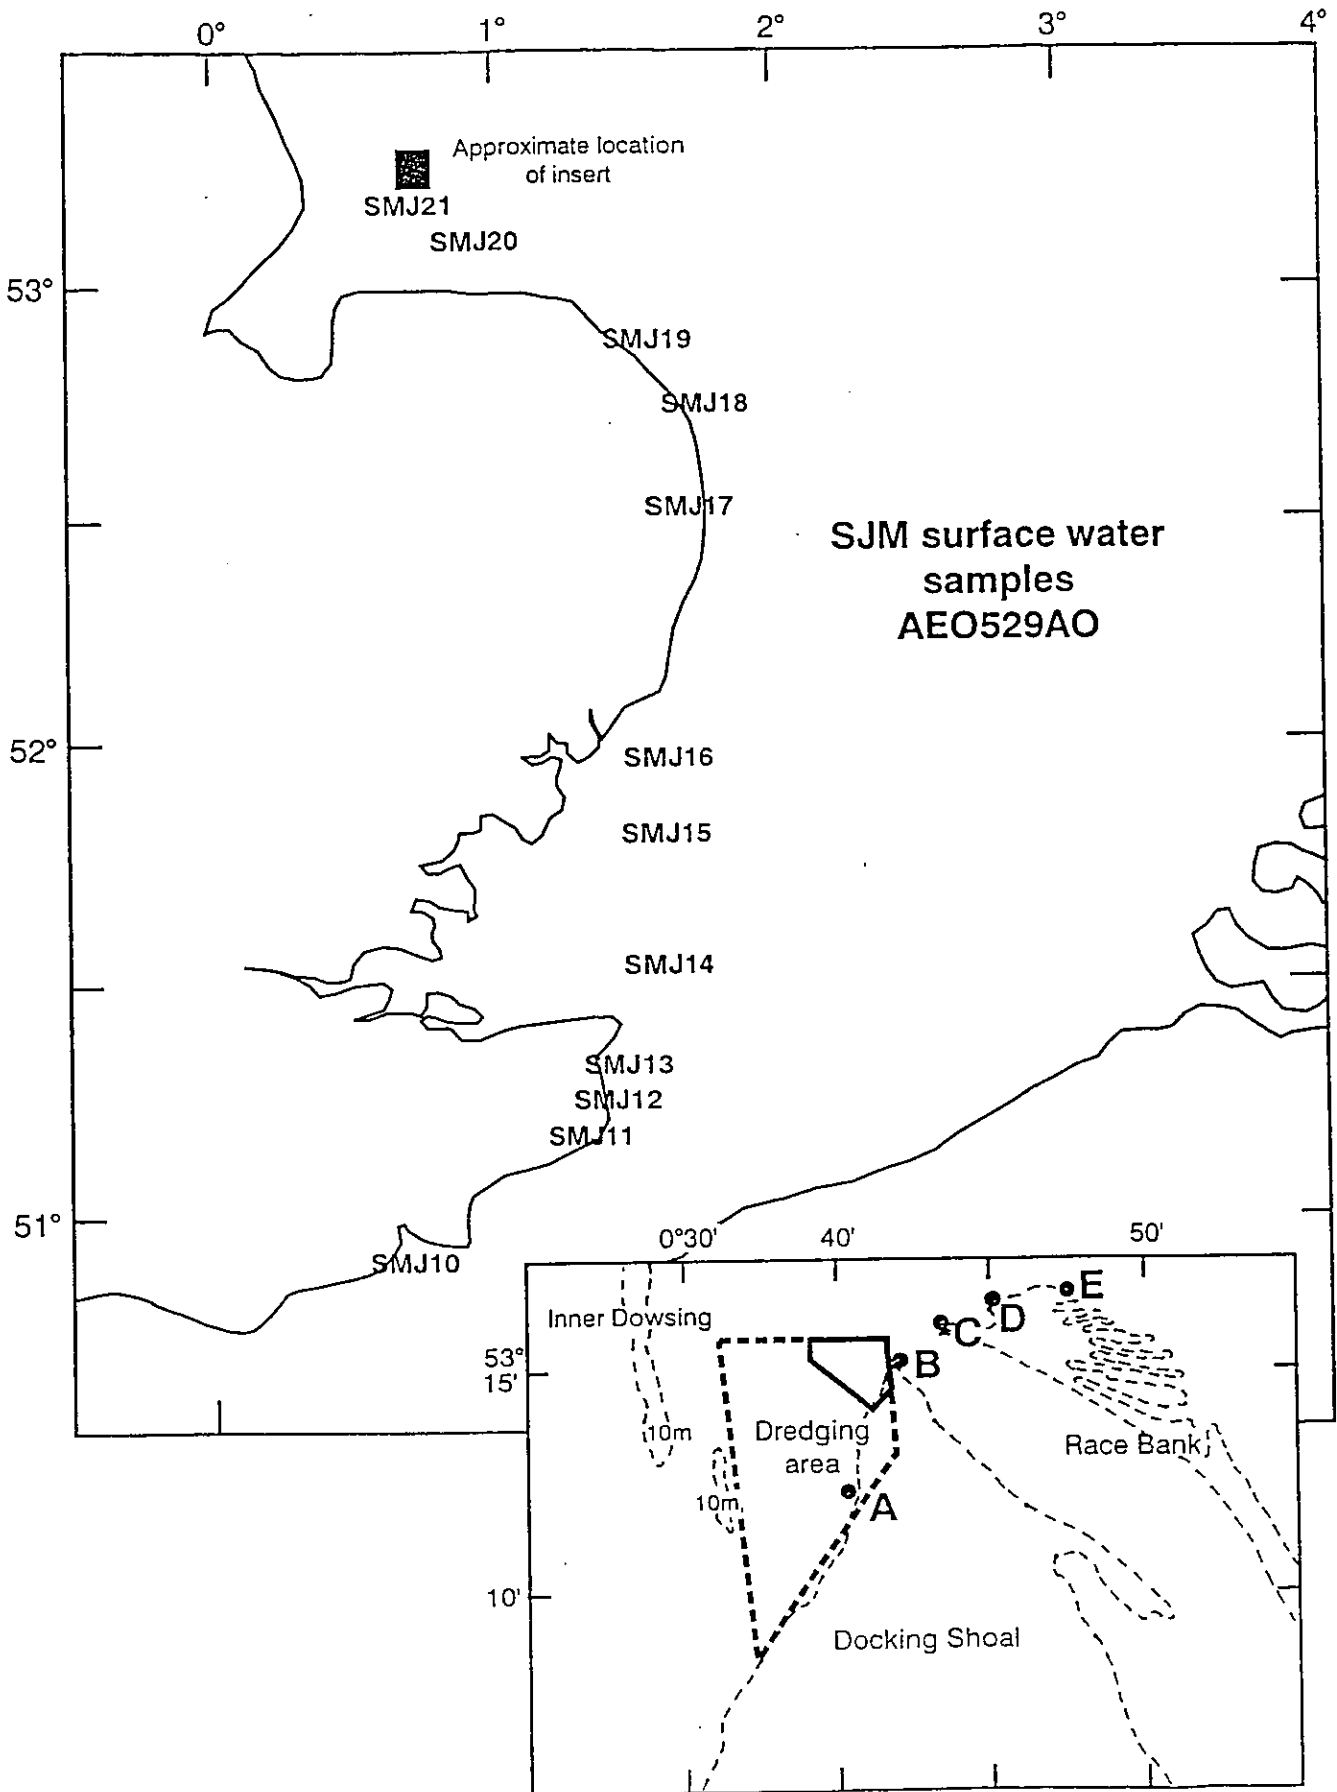 0° 1° 2° 3° 4°
Approximate location
of insert
SMJ21
SMJ20
53°
SMJ19
SMJ18
SMJ17
SJM surface water
samples
AEO529AO
52°
SMJ16
SMJ15
SMJ14
SMJ13
SMJ12
SMJ11
51°
SMJ10
0°30' 40' 50'
E
D
Inner Dowsing
C
53°
15'
B
Dredging
area
10m
Race Bank
10m
A
10'
Docking Shoal